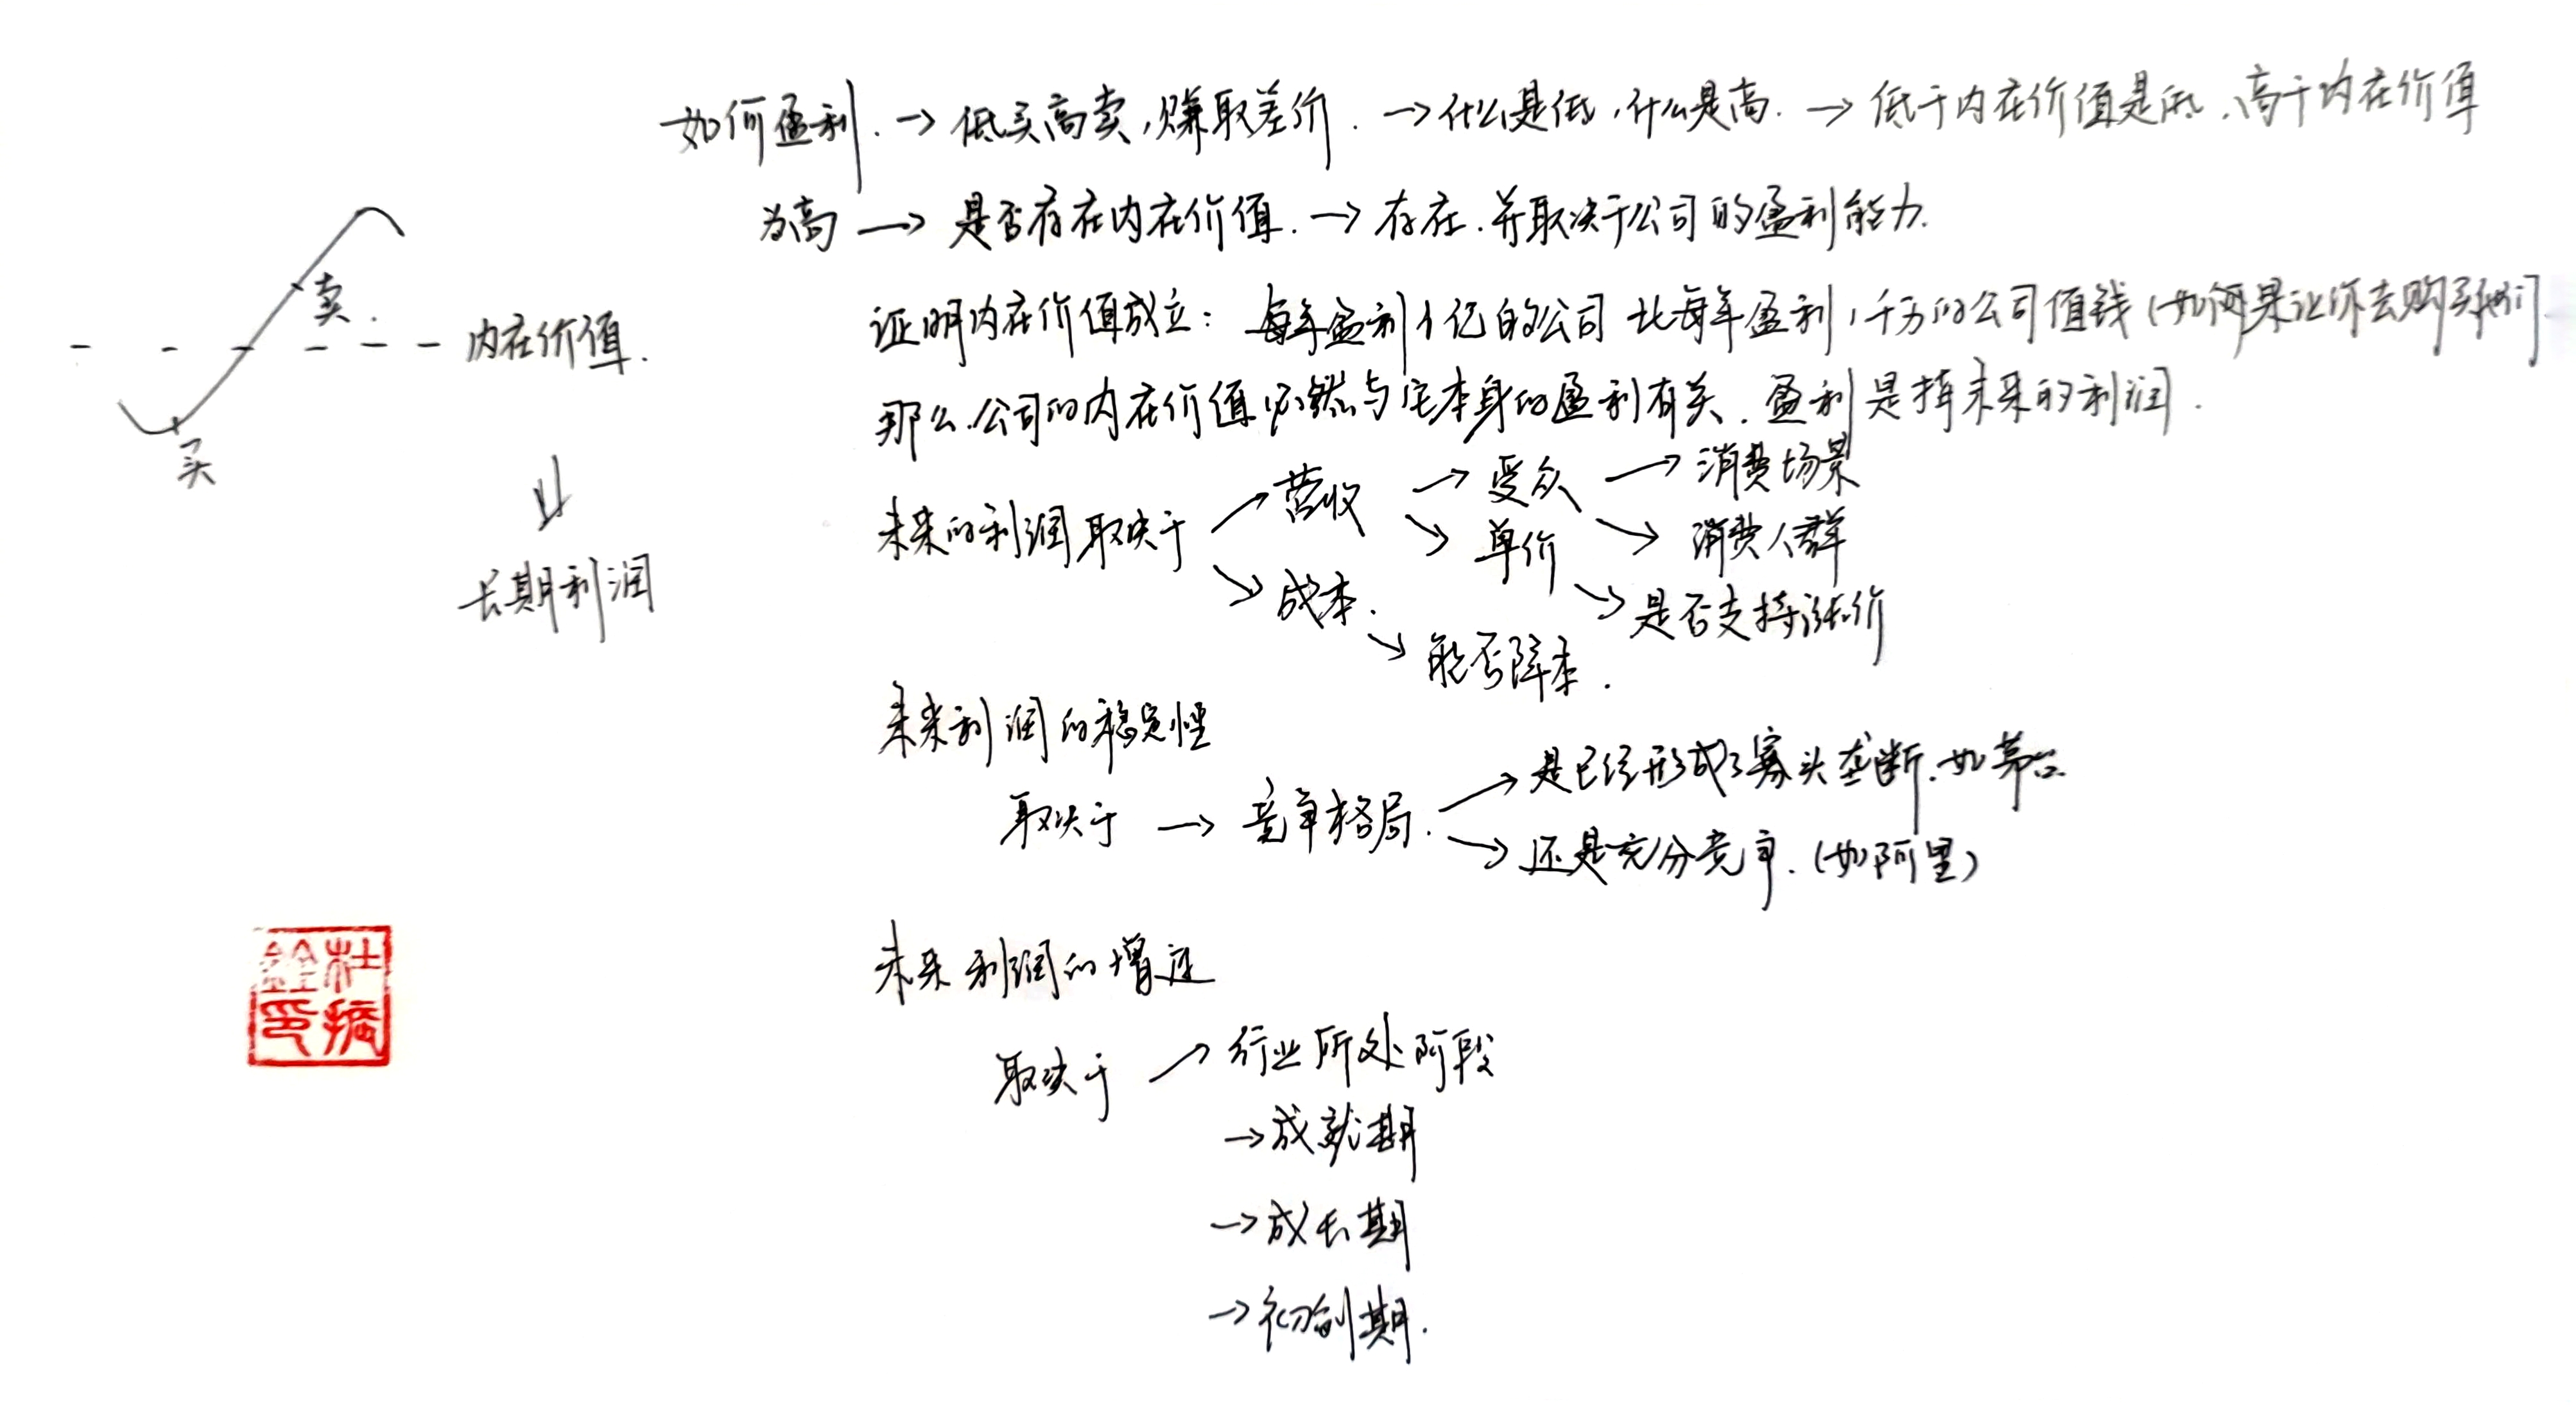 如何盈利. → 低买高卖,赚取差价. → 什么是低,什么是高. → 低于内在价值是低,高于内在价值
为高 → 是否存在内在价值. → 存在.并取决于公司的盈利能力.
卖.
内在价值.
买
⇓
长期利润
证明内在价值成立: 每年盈利1亿的公司比每年盈利1千万的公司值钱(如果让你去购买他们
那么.公司的内在价值必然与它本身的盈利有关.盈利是指未来的利润.
未来的利润取决于
→ 营收 → 受众 → 消费场景
→ 消费人群
→ 单价 → 是否支持涨价
→ 成本. → 能否降本.
未来利润的稳定性
取决于 → 竞争格局. → 是已经形成了寡头垄断.如茅台
→ 还是充分竞争.(如阿里)
未来利润的增速
取决于 → 行业所处阶段
→ 成就期
→ 成长期
→ 初创期.